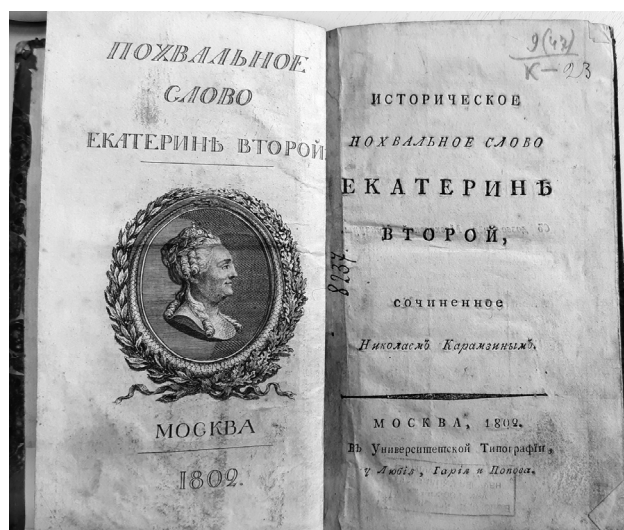 ПОХВАЛЬНОЕ
СЛОВО
ЕКАТЕРИНѢ ВТОРОЙ.
МОСКВА
1802.
9(47)
К-23
ИСТОРИЧЕСКОЕ
ПОХВАЛЬНОЕ СЛОВО
ЕКАТЕРИНѢ
ВТОРОЙ,
8237.
сочиненное
Николаемъ Карамзинымъ.
МОСКВА, 1802.
Въ Университетской Типографіи,
у Любія, Гарія и Попова.